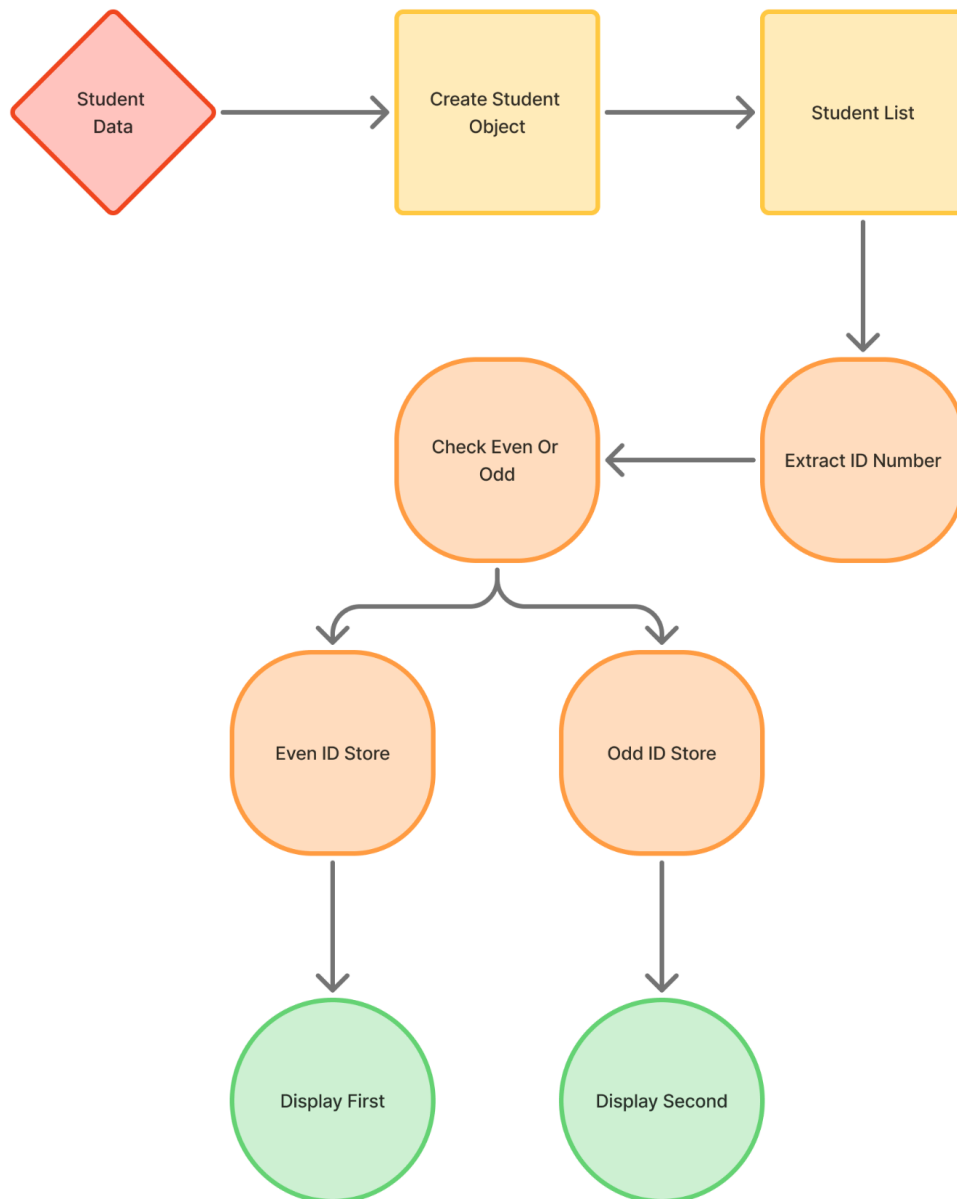 Student
Data
Create Student
Object
Student List
Check Even Or
Odd
Extract ID Number
Even ID Store
Odd ID Store
Display First
Display Second